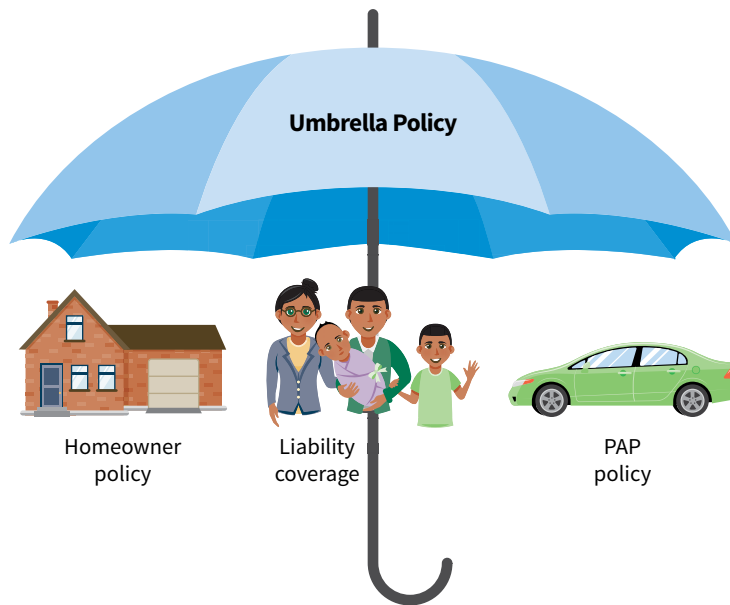 Umbrella Policy
Homeowner
policy
Liability
coverage
PAP
policy